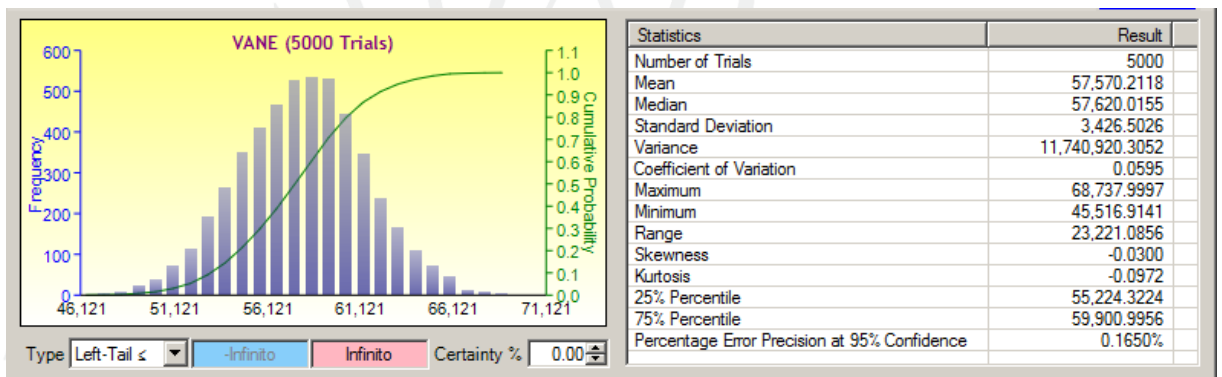 VANE (5000 Trials)
Frequency
600
500
400
300
200
100
0
1.1
1.0
0.9
0.8
0.7
0.6
0.5
0.4
0.3
0.2
0.1
0.0
Cumulative Probability
46,121 51,121 56,121 61,121 66,121 71,121
Type Left-Tail ≤ -Infinito Infinito Certainty % 0.00
Statistics Result
Number of Trials 5000
Mean 57,570.2118
Median 57,620.0155
Standard Deviation 3,426.5026
Variance 11,740,920.3052
Coefficient of Variation 0.0595
Maximum 68,737.9997
Minimum 45,516.9141
Range 23,221.0856
Skewness -0.0300
Kurtosis -0.0972
25% Percentile 55,224.3224
75% Percentile 59,900.9956
Percentage Error Precision at 95% Confidence 0.1650%